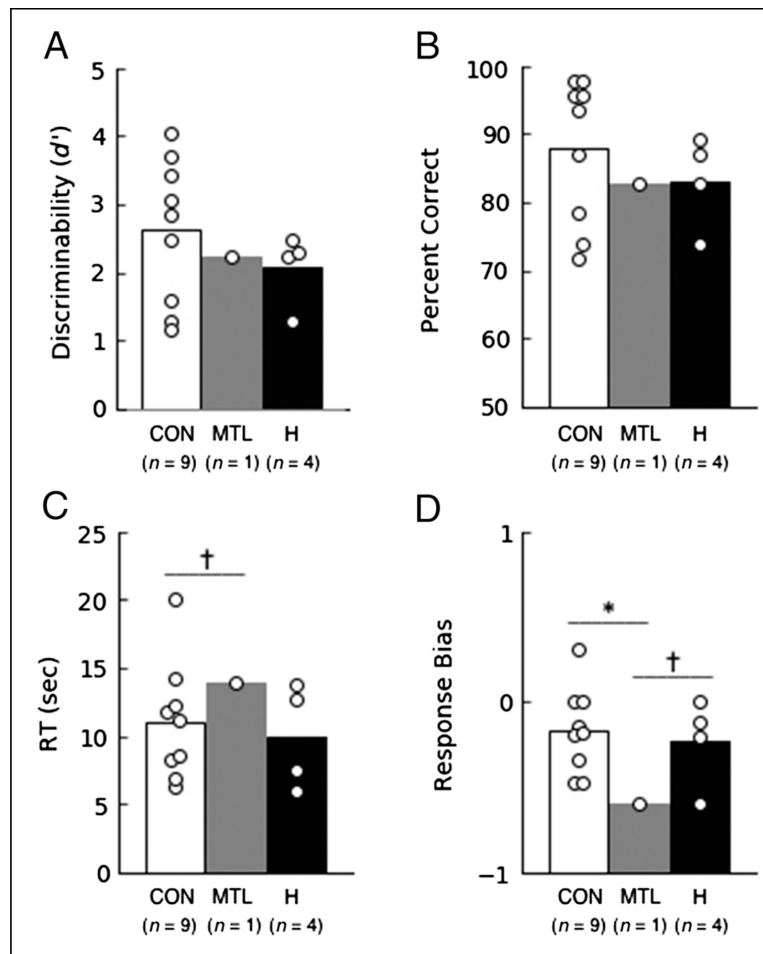 A
Discriminability (d')
5
4
3
2
1
0
CON MTL H
(n = 9) (n = 1) (n = 4)
B
Percent Correct
100
90
80
70
60
50
CON MTL H
(n = 9) (n = 1) (n = 4)
C
RT (sec)
25
20
15
10
5
0
†
CON MTL H
(n = 9) (n = 1) (n = 4)
D
Response Bias
1
-0
−1
*
†
CON MTL H
(n = 9) (n = 1) (n = 4)